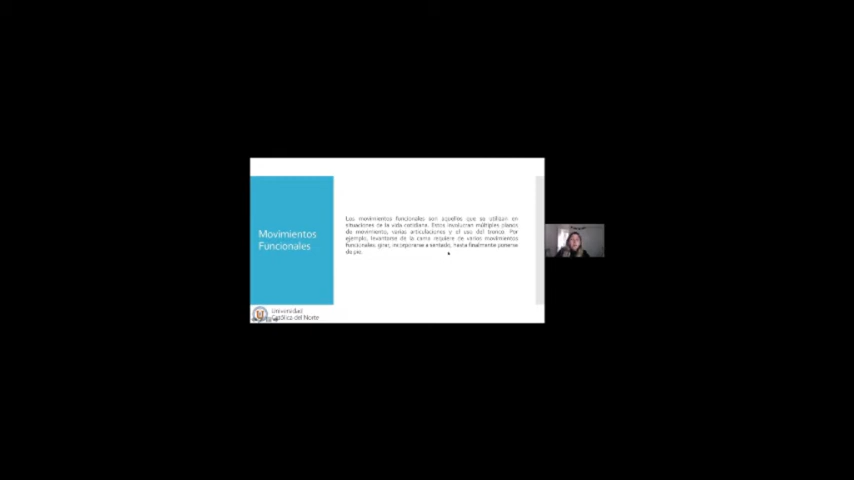 Movimientos
Funcionales
Los movimientos funcionales son aquellos que se utilizan en
situaciones de la vida cotidiana. Estos involucran múltiples planos
de movimiento, varias articulaciones y el uso del tronco. Por
ejemplo, levantarse de la cama requiere de varios movimientos
funcionales: girar, incorporarse a sentado, hasta finalmente ponerse
de pie.
Universidad
Católica del Norte